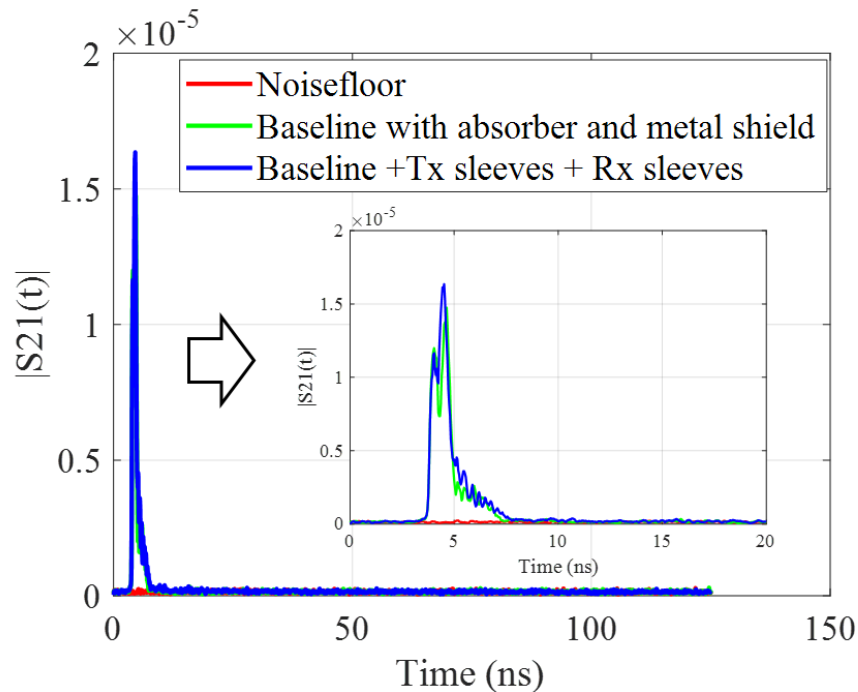 ×10⁻⁵
2
1.5
1
0.5
0
|S21(t)|
Noisefloor
Baseline with absorber and metal shield
Baseline +Tx sleeves + Rx sleeves
×10⁻⁵
2
1.5
1
0.5
0
|S21(t)|
0 5 10 15 20
Time (ns)
0 50 100 150
Time (ns)